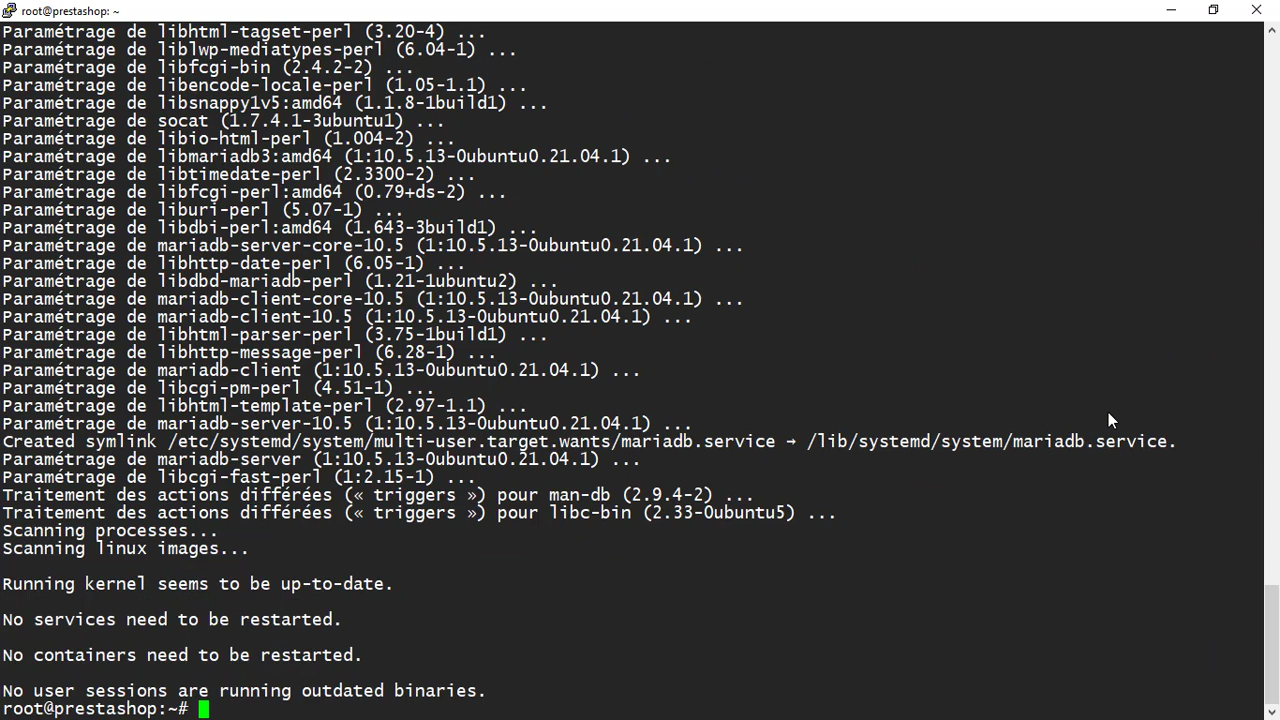 root@prestashop: ~
Paramétrage de libhtml-tagset-perl (3.20-4) ...
Paramétrage de liblwp-mediatypes-perl (6.04-1) ...
Paramétrage de libfcgi-bin (2.4.2-2) ...
Paramétrage de libencode-locale-perl (1.05-1.1) ...
Paramétrage de libsnappy1v5:amd64 (1.1.8-1build1) ...
Paramétrage de socat (1.7.4.1-3ubuntu1) ...
Paramétrage de libio-html-perl (1.004-2) ...
Paramétrage de libmariadb3:amd64 (1:10.5.13-0ubuntu0.21.04.1) ...
Paramétrage de libtimedate-perl (2.3300-2) ...
Paramétrage de libfcgi-perl:amd64 (0.79+ds-2) ...
Paramétrage de liburi-perl (5.07-1) ...
Paramétrage de libdbi-perl:amd64 (1.643-3build1) ...
Paramétrage de mariadb-server-core-10.5 (1:10.5.13-0ubuntu0.21.04.1) ...
Paramétrage de libhttp-date-perl (6.05-1) ...
Paramétrage de libdbd-mariadb-perl (1.21-1ubuntu2) ...
Paramétrage de mariadb-client-core-10.5 (1:10.5.13-0ubuntu0.21.04.1) ...
Paramétrage de mariadb-client-10.5 (1:10.5.13-0ubuntu0.21.04.1) ...
Paramétrage de libhtml-parser-perl (3.75-1build1) ...
Paramétrage de libhttp-message-perl (6.28-1) ...
Paramétrage de mariadb-client (1:10.5.13-0ubuntu0.21.04.1) ...
Paramétrage de libcgi-pm-perl (4.51-1) ...
Paramétrage de libhtml-template-perl (2.97-1.1) ...
Paramétrage de mariadb-server-10.5 (1:10.5.13-0ubuntu0.21.04.1) ...
Created symlink /etc/systemd/system/multi-user.target.wants/mariadb.service → /lib/systemd/system/mariadb.service.
Paramétrage de mariadb-server (1:10.5.13-0ubuntu0.21.04.1) ...
Paramétrage de libcgi-fast-perl (1:2.15-1) ...
Traitement des actions différées (« triggers ») pour man-db (2.9.4-2) ...
Traitement des actions différées (« triggers ») pour libc-bin (2.33-0ubuntu5) ...
Scanning processes...
Scanning linux images...
Running kernel seems to be up-to-date.
No services need to be restarted.
No containers need to be restarted.
No user sessions are running outdated binaries.
root@prestashop:~#